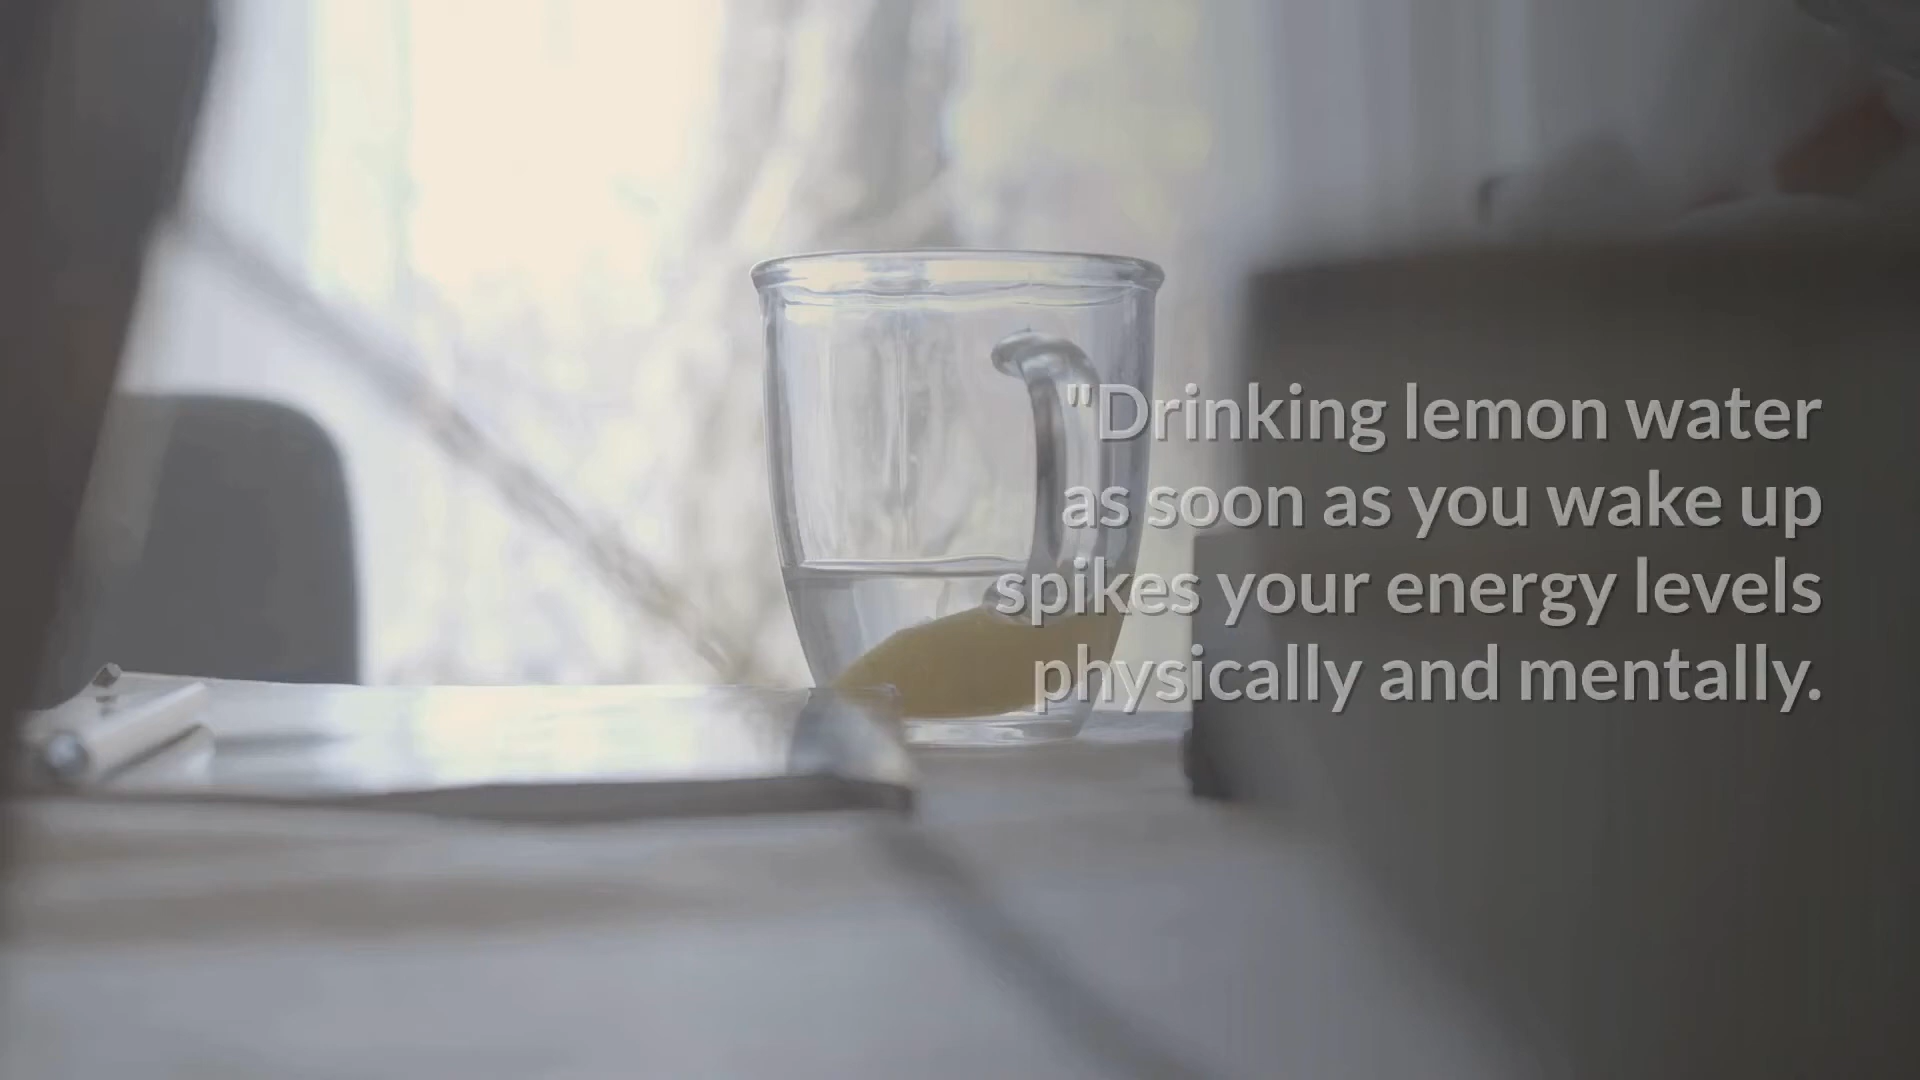 "Drinking lemon water
as soon as you wake up
spikes your energy levels
physically and mentally.